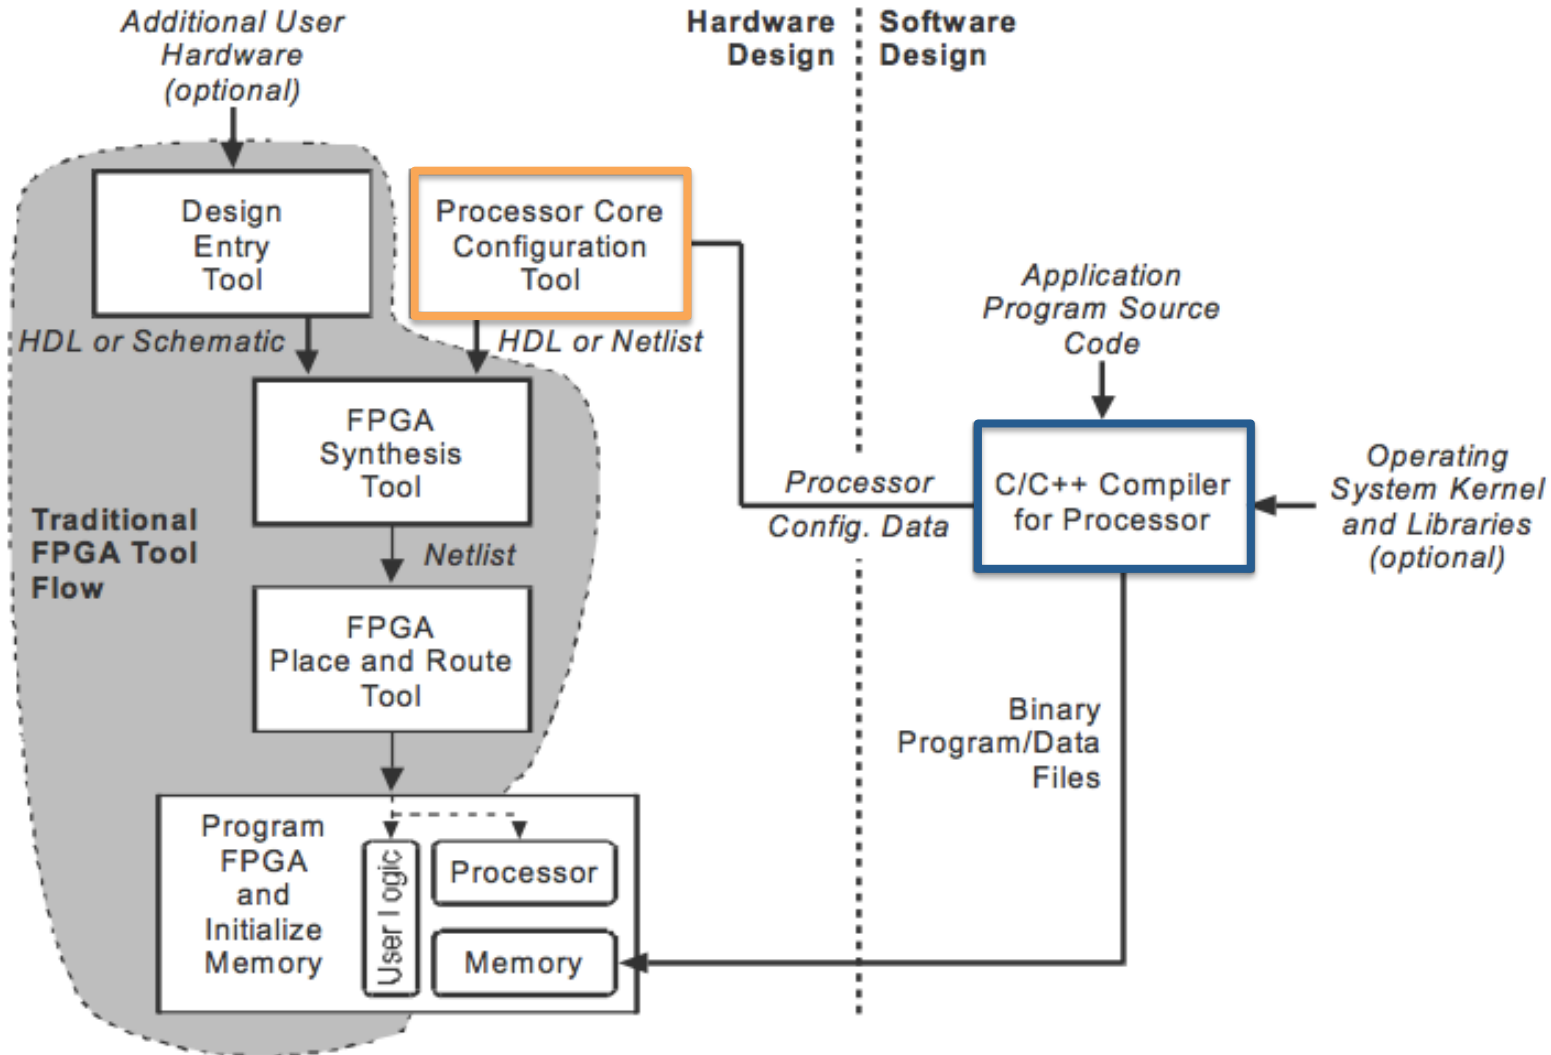 Additional User
Hardware
(optional)
Hardware
Design
Software
Design
Design
Entry
Tool
Processor Core
Configuration
Tool
HDL or Schematic
HDL or Netlist
FPGA
Synthesis
Tool
Traditional
FPGA Tool
Flow
Netlist
FPGA
Place and Route
Tool
Program
FPGA
and
Initialize
Memory
User logic
Processor
Memory
Application
Program Source
Code
Processor
Config. Data
C/C++ Compiler
for Processor
Operating
System Kernel
and Libraries
(optional)
Binary
Program/Data
Files